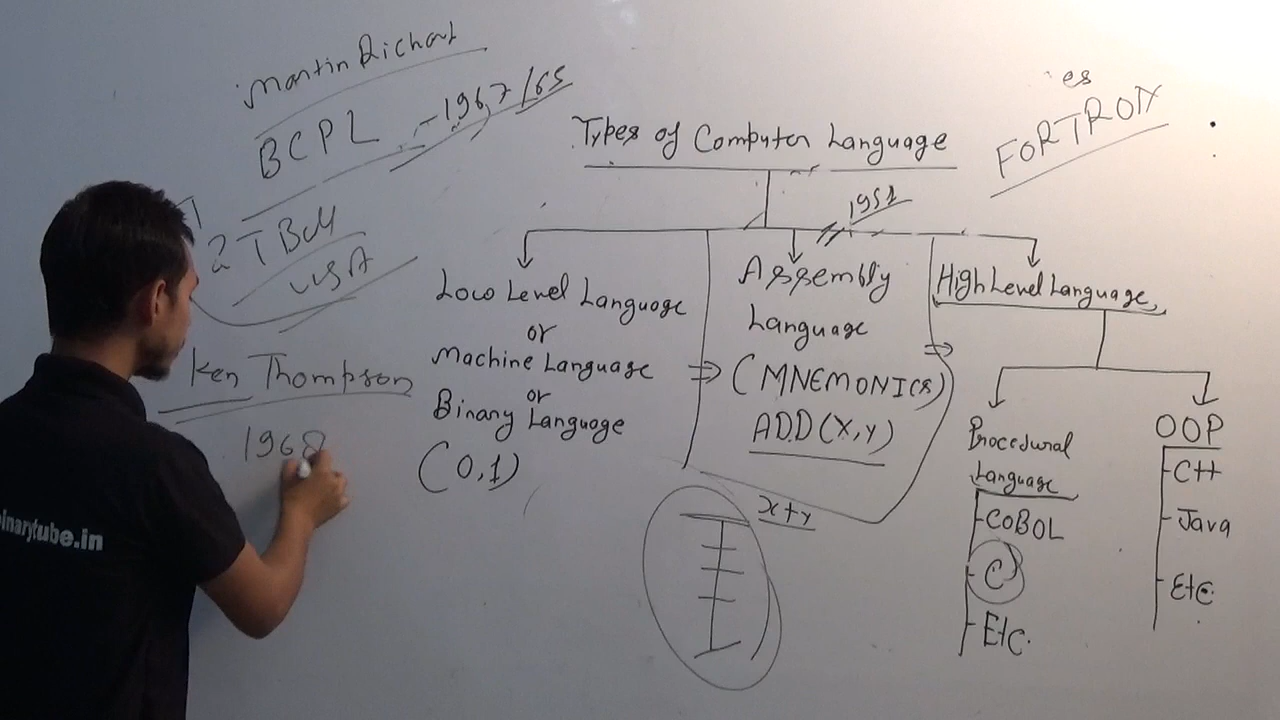 Martin Richart
BCPL - 1967/65
2 TBM
USA
Ken Thompson
1968
Types of Computer Language
1951
es
FORTRON
Low Level Language
or
Machine Language
or
Binary Language
(0,1)
Assembly
Language
(MNEMONICS)
ADD(X,Y)
x+y
High Level Language
Procedural
Language
COBOL
C
Etc.
OOP
C++
Java
Etc.
binarytube.in